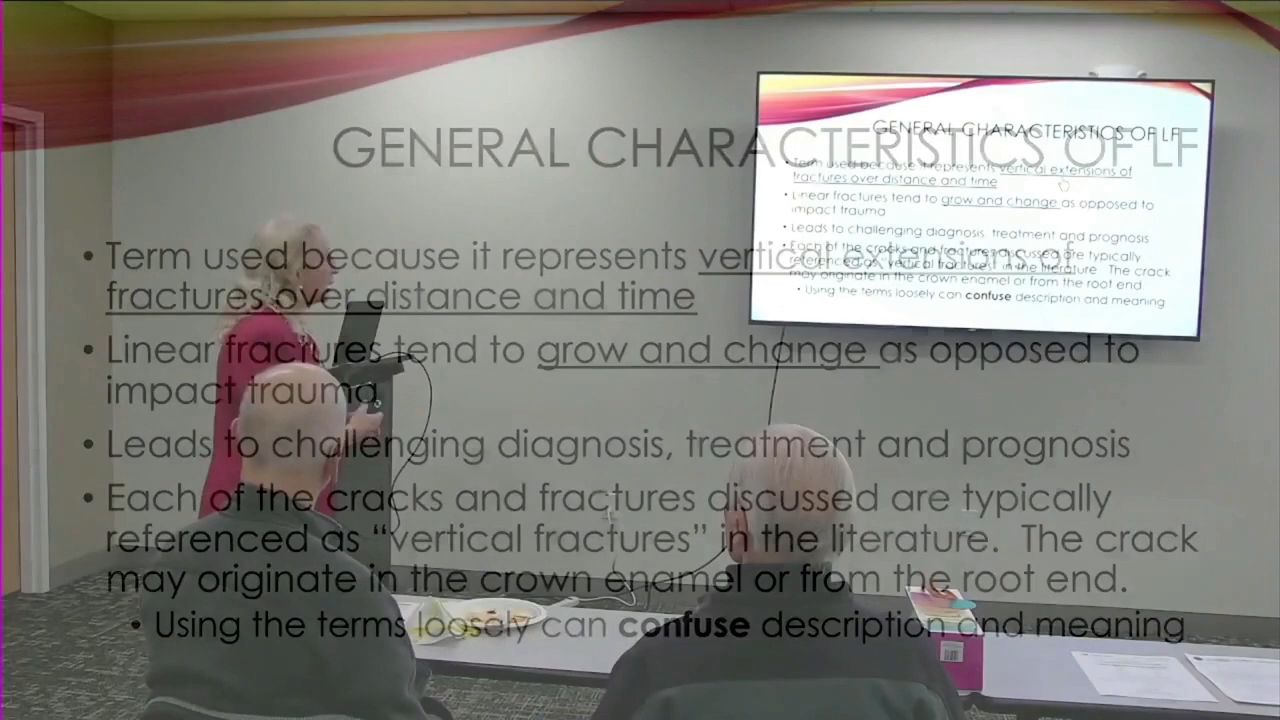 GENERAL CHARACTERISTICS OF LF
• Term used because it represents vertical extensions of
fractures over distance and time
• Linear fractures tend to grow and change as opposed to
impact trauma
• Leads to challenging diagnosis, treatment and prognosis
• Each of the cracks and fractures discussed are typically
referenced as “vertical fractures” in the literature. The crack
may originate in the crown enamel or from the root end.
• Using the terms loosely can confuse description and meaning
GENERAL CHARACTERISTICS OF LF
• Term used because it represents vertical extensions of
fractures over distance and time
• Linear fractures tend to grow and change as opposed to
impact trauma
• Leads to challenging diagnosis, treatment and prognosis
• Each of the cracks and fractures discussed are typically
referenced as “vertical fractures” in the literature. The crack
may originate in the crown enamel or from the root end
• Using the terms loosely can confuse description and meaning